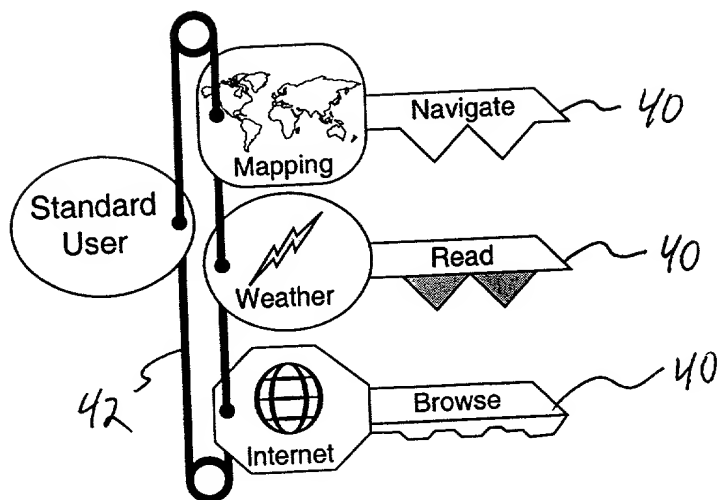 Navigate
40
Mapping
Standard
User
Read
40
Weather
42
Browse
40
Internet